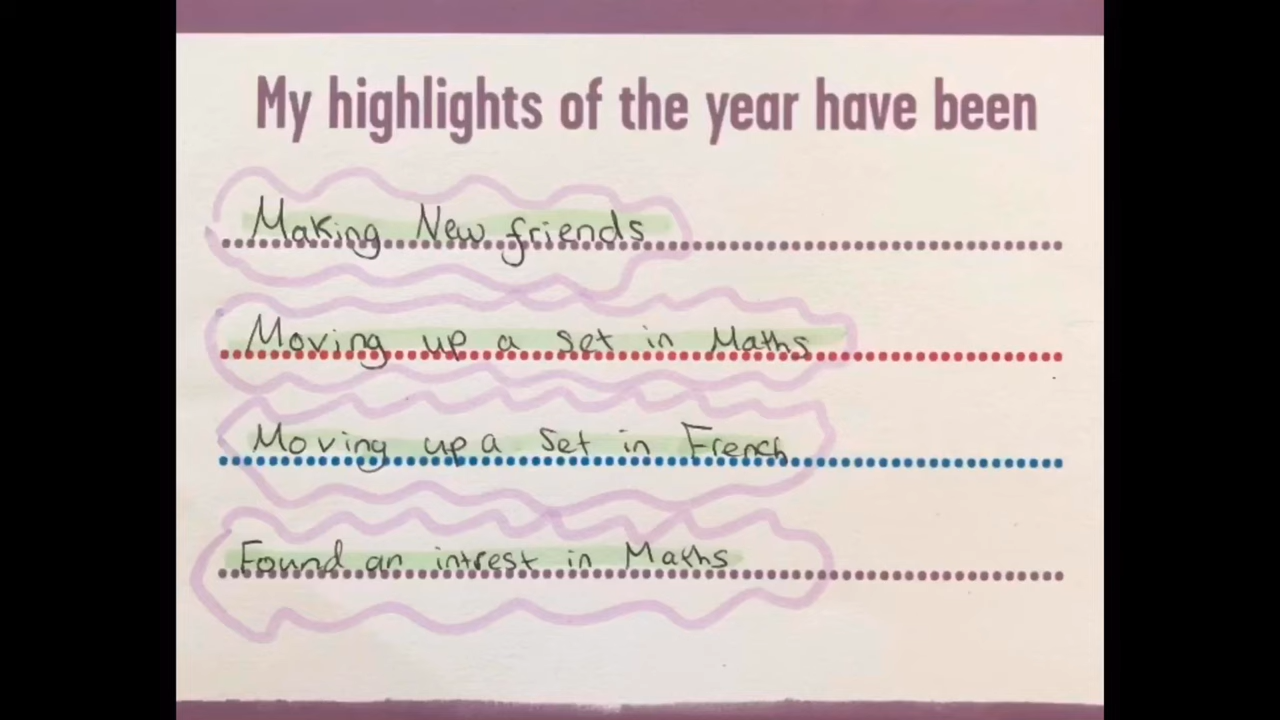 My highlights of the year have been
Making New friends
Moving up a set in Maths
Moving up a set in French
Found an intrest in Maths